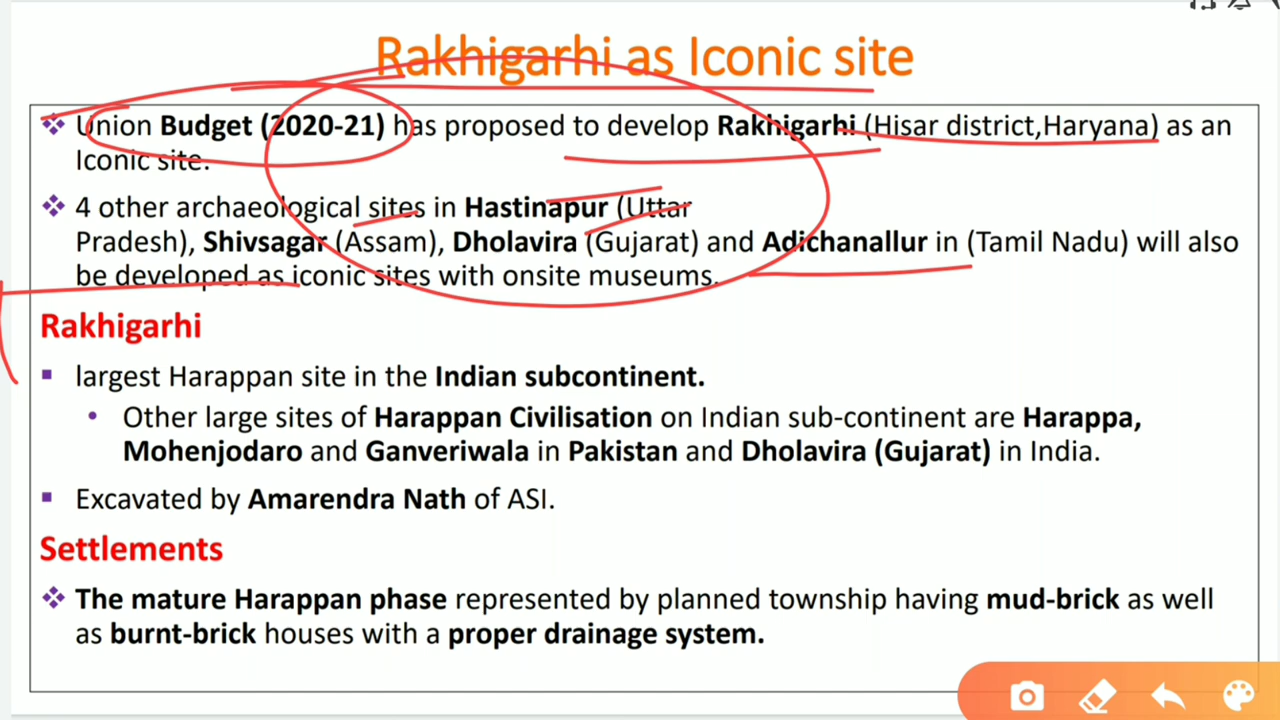 Rakhigarhi as Iconic site
❖ Union Budget (2020-21) has proposed to develop Rakhigarhi (Hisar district,Haryana) as an
Iconic site.
❖ 4 other archaeological sites in Hastinapur (Uttar
Pradesh), Shivsagar (Assam), Dholavira (Gujarat) and Adichanallur in (Tamil Nadu) will also
be developed as iconic sites with onsite museums.
Rakhigarhi
▪ largest Harappan site in the Indian subcontinent.
• Other large sites of Harappan Civilisation on Indian sub-continent are Harappa,
Mohenjodaro and Ganveriwala in Pakistan and Dholavira (Gujarat) in India.
▪ Excavated by Amarendra Nath of ASI.
Settlements
❖ The mature Harappan phase represented by planned township having mud-brick as well
as burnt-brick houses with a proper drainage system.